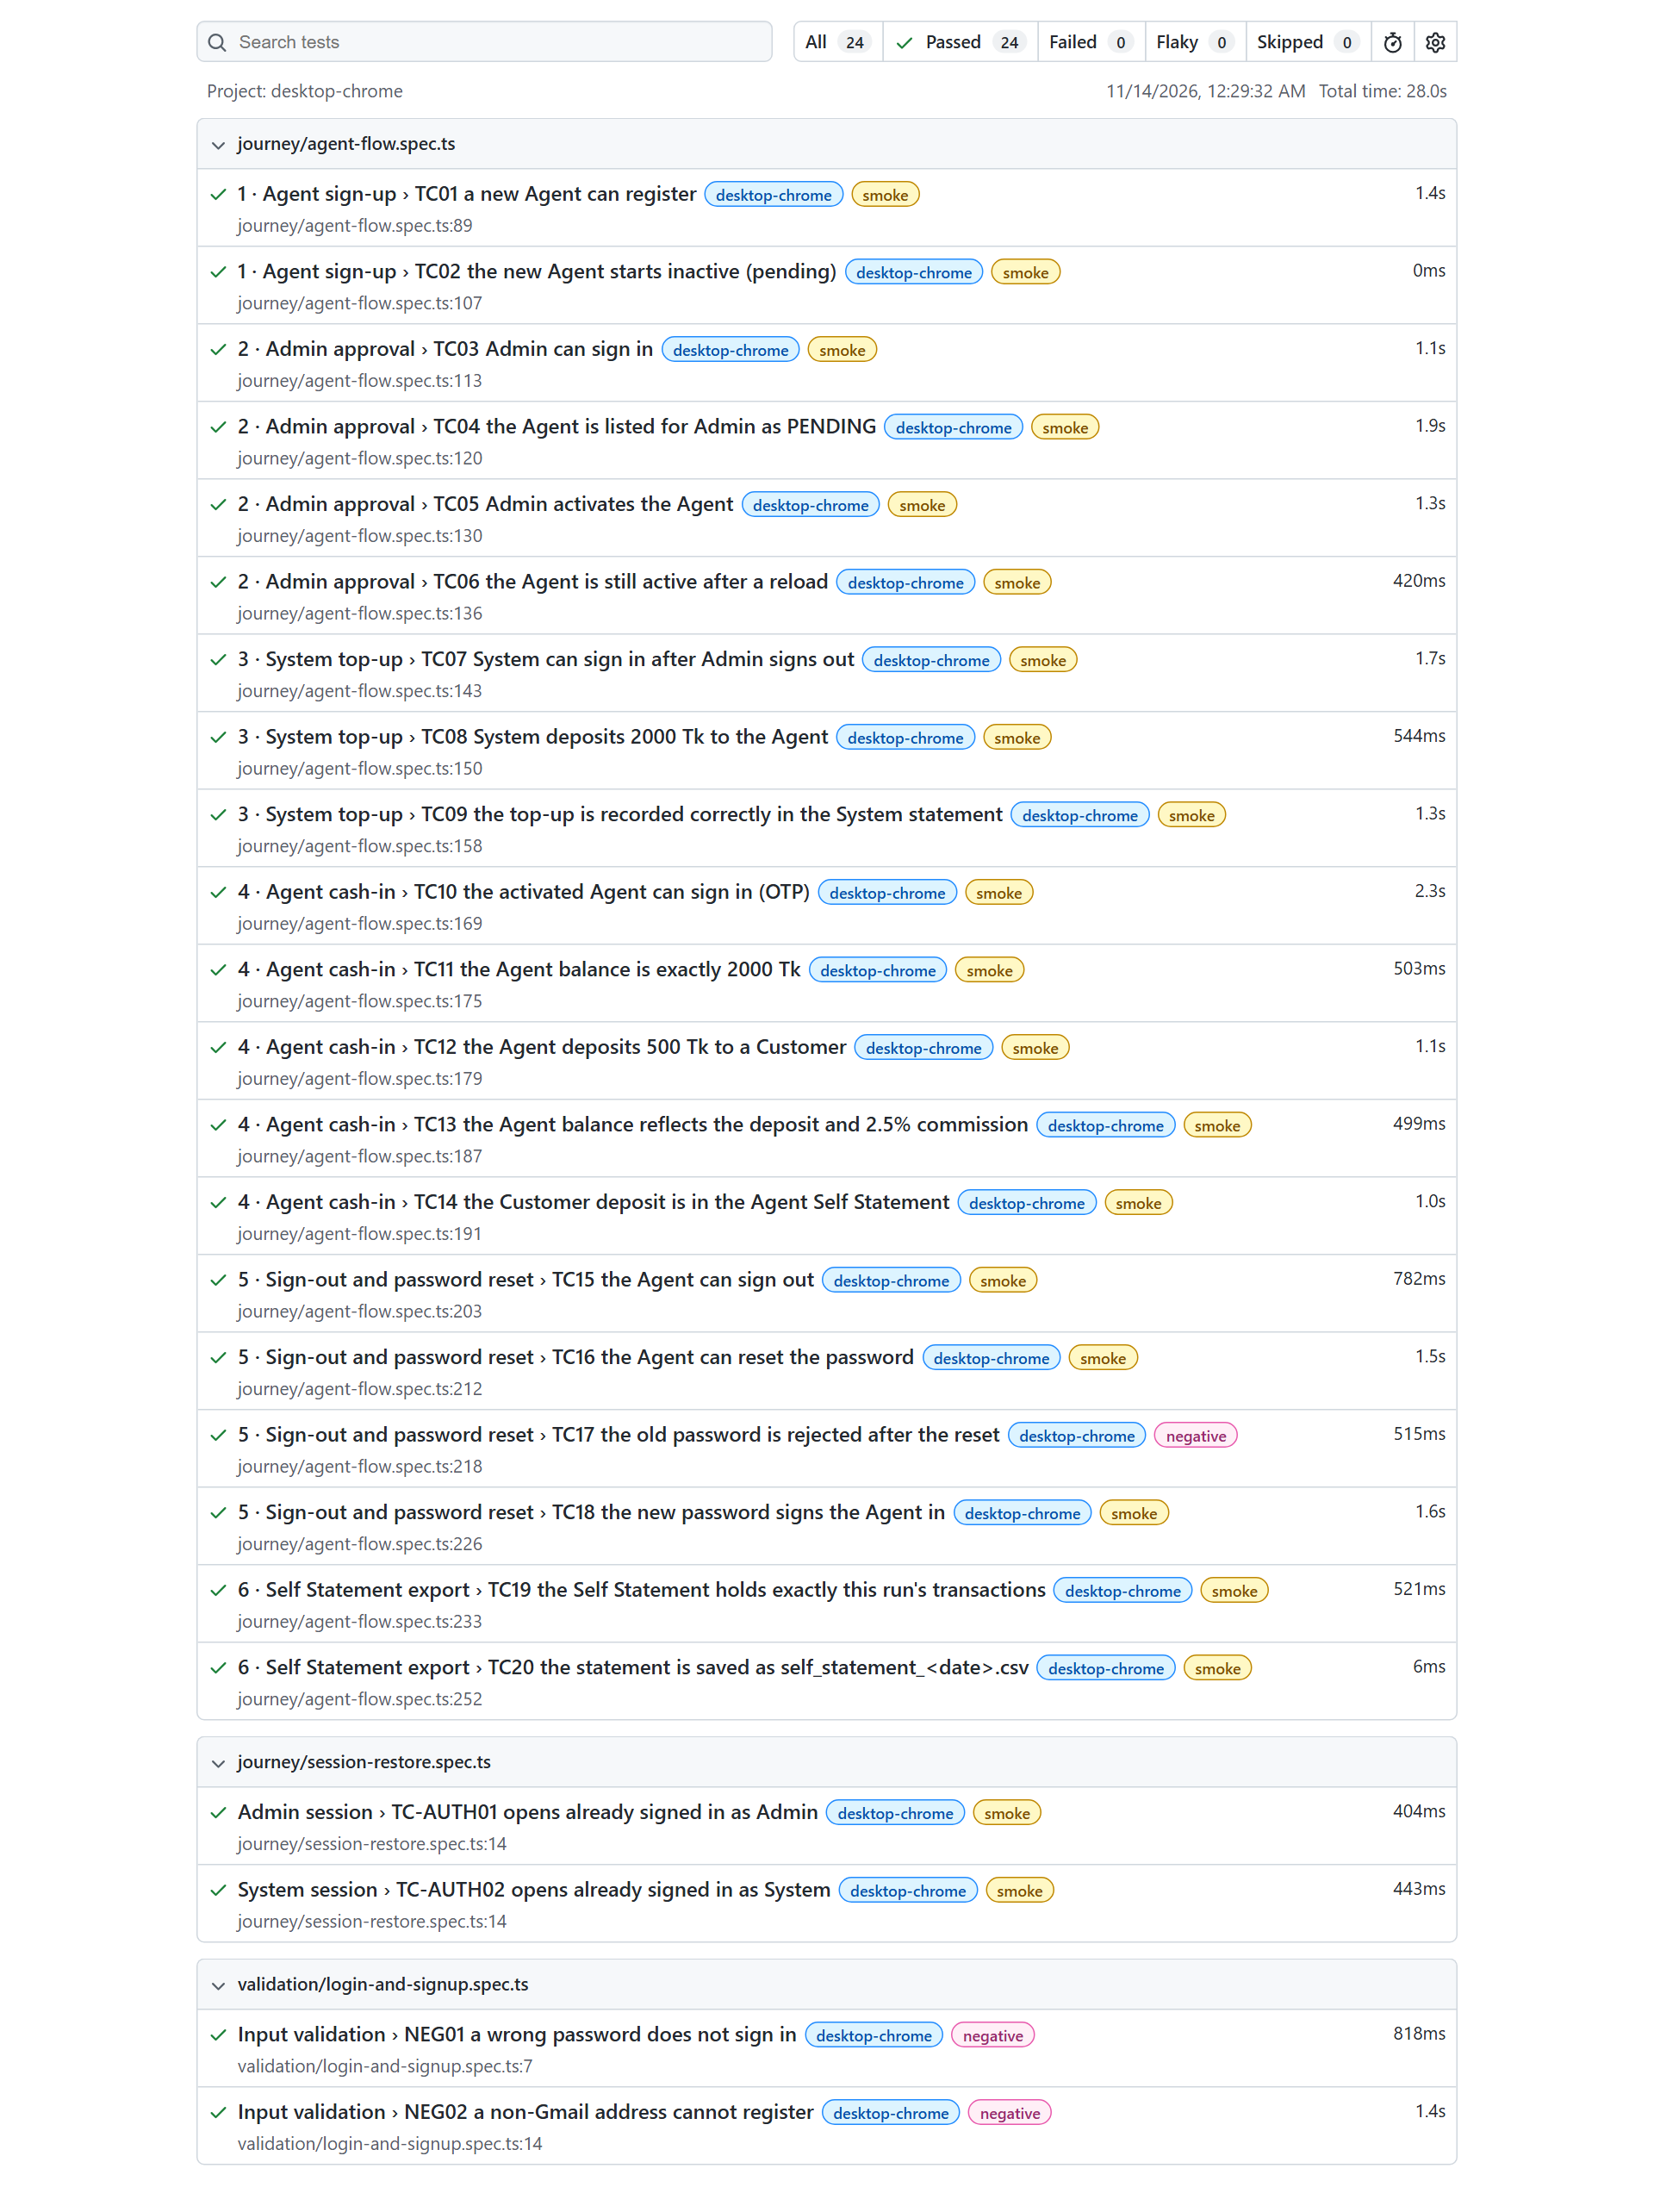 Search tests
All 24 Passed 24 Failed 0 Flaky 0 Skipped 0
Project: desktop-chrome 11/14/2026, 12:29:32 AM Total time: 28.0s
journey/agent-flow.spec.ts
1 · Agent sign-up › TC01 a new Agent can register desktop-chrome smoke 1.4s
journey/agent-flow.spec.ts:89
1 · Agent sign-up › TC02 the new Agent starts inactive (pending) desktop-chrome smoke 0ms
journey/agent-flow.spec.ts:107
2 · Admin approval › TC03 Admin can sign in desktop-chrome smoke 1.1s
journey/agent-flow.spec.ts:113
2 · Admin approval › TC04 the Agent is listed for Admin as PENDING desktop-chrome smoke 1.9s
journey/agent-flow.spec.ts:120
2 · Admin approval › TC05 Admin activates the Agent desktop-chrome smoke 1.3s
journey/agent-flow.spec.ts:130
2 · Admin approval › TC06 the Agent is still active after a reload desktop-chrome smoke 420ms
journey/agent-flow.spec.ts:136
3 · System top-up › TC07 System can sign in after Admin signs out desktop-chrome smoke 1.7s
journey/agent-flow.spec.ts:143
3 · System top-up › TC08 System deposits 2000 Tk to the Agent desktop-chrome smoke 544ms
journey/agent-flow.spec.ts:150
3 · System top-up › TC09 the top-up is recorded correctly in the System statement desktop-chrome smoke 1.3s
journey/agent-flow.spec.ts:158
4 · Agent cash-in › TC10 the activated Agent can sign in (OTP) desktop-chrome smoke 2.3s
journey/agent-flow.spec.ts:169
4 · Agent cash-in › TC11 the Agent balance is exactly 2000 Tk desktop-chrome smoke 503ms
journey/agent-flow.spec.ts:175
4 · Agent cash-in › TC12 the Agent deposits 500 Tk to a Customer desktop-chrome smoke 1.1s
journey/agent-flow.spec.ts:179
4 · Agent cash-in › TC13 the Agent balance reflects the deposit and 2.5% commission desktop-chrome smoke 499ms
journey/agent-flow.spec.ts:187
4 · Agent cash-in › TC14 the Customer deposit is in the Agent Self Statement desktop-chrome smoke 1.0s
journey/agent-flow.spec.ts:191
5 · Sign-out and password reset › TC15 the Agent can sign out desktop-chrome smoke 782ms
journey/agent-flow.spec.ts:203
5 · Sign-out and password reset › TC16 the Agent can reset the password desktop-chrome smoke 1.5s
journey/agent-flow.spec.ts:212
5 · Sign-out and password reset › TC17 the old password is rejected after the reset desktop-chrome negative 515ms
journey/agent-flow.spec.ts:218
5 · Sign-out and password reset › TC18 the new password signs the Agent in desktop-chrome smoke 1.6s
journey/agent-flow.spec.ts:226
6 · Self Statement export › TC19 the Self Statement holds exactly this run's transactions desktop-chrome smoke 521ms
journey/agent-flow.spec.ts:233
6 · Self Statement export › TC20 the statement is saved as self_statement_<date>.csv desktop-chrome smoke 6ms
journey/agent-flow.spec.ts:252
journey/session-restore.spec.ts
Admin session › TC-AUTH01 opens already signed in as Admin desktop-chrome smoke 404ms
journey/session-restore.spec.ts:14
System session › TC-AUTH02 opens already signed in as System desktop-chrome smoke 443ms
journey/session-restore.spec.ts:14
validation/login-and-signup.spec.ts
Input validation › NEG01 a wrong password does not sign in desktop-chrome negative 818ms
validation/login-and-signup.spec.ts:7
Input validation › NEG02 a non-Gmail address cannot register desktop-chrome negative 1.4s
validation/login-and-signup.spec.ts:14